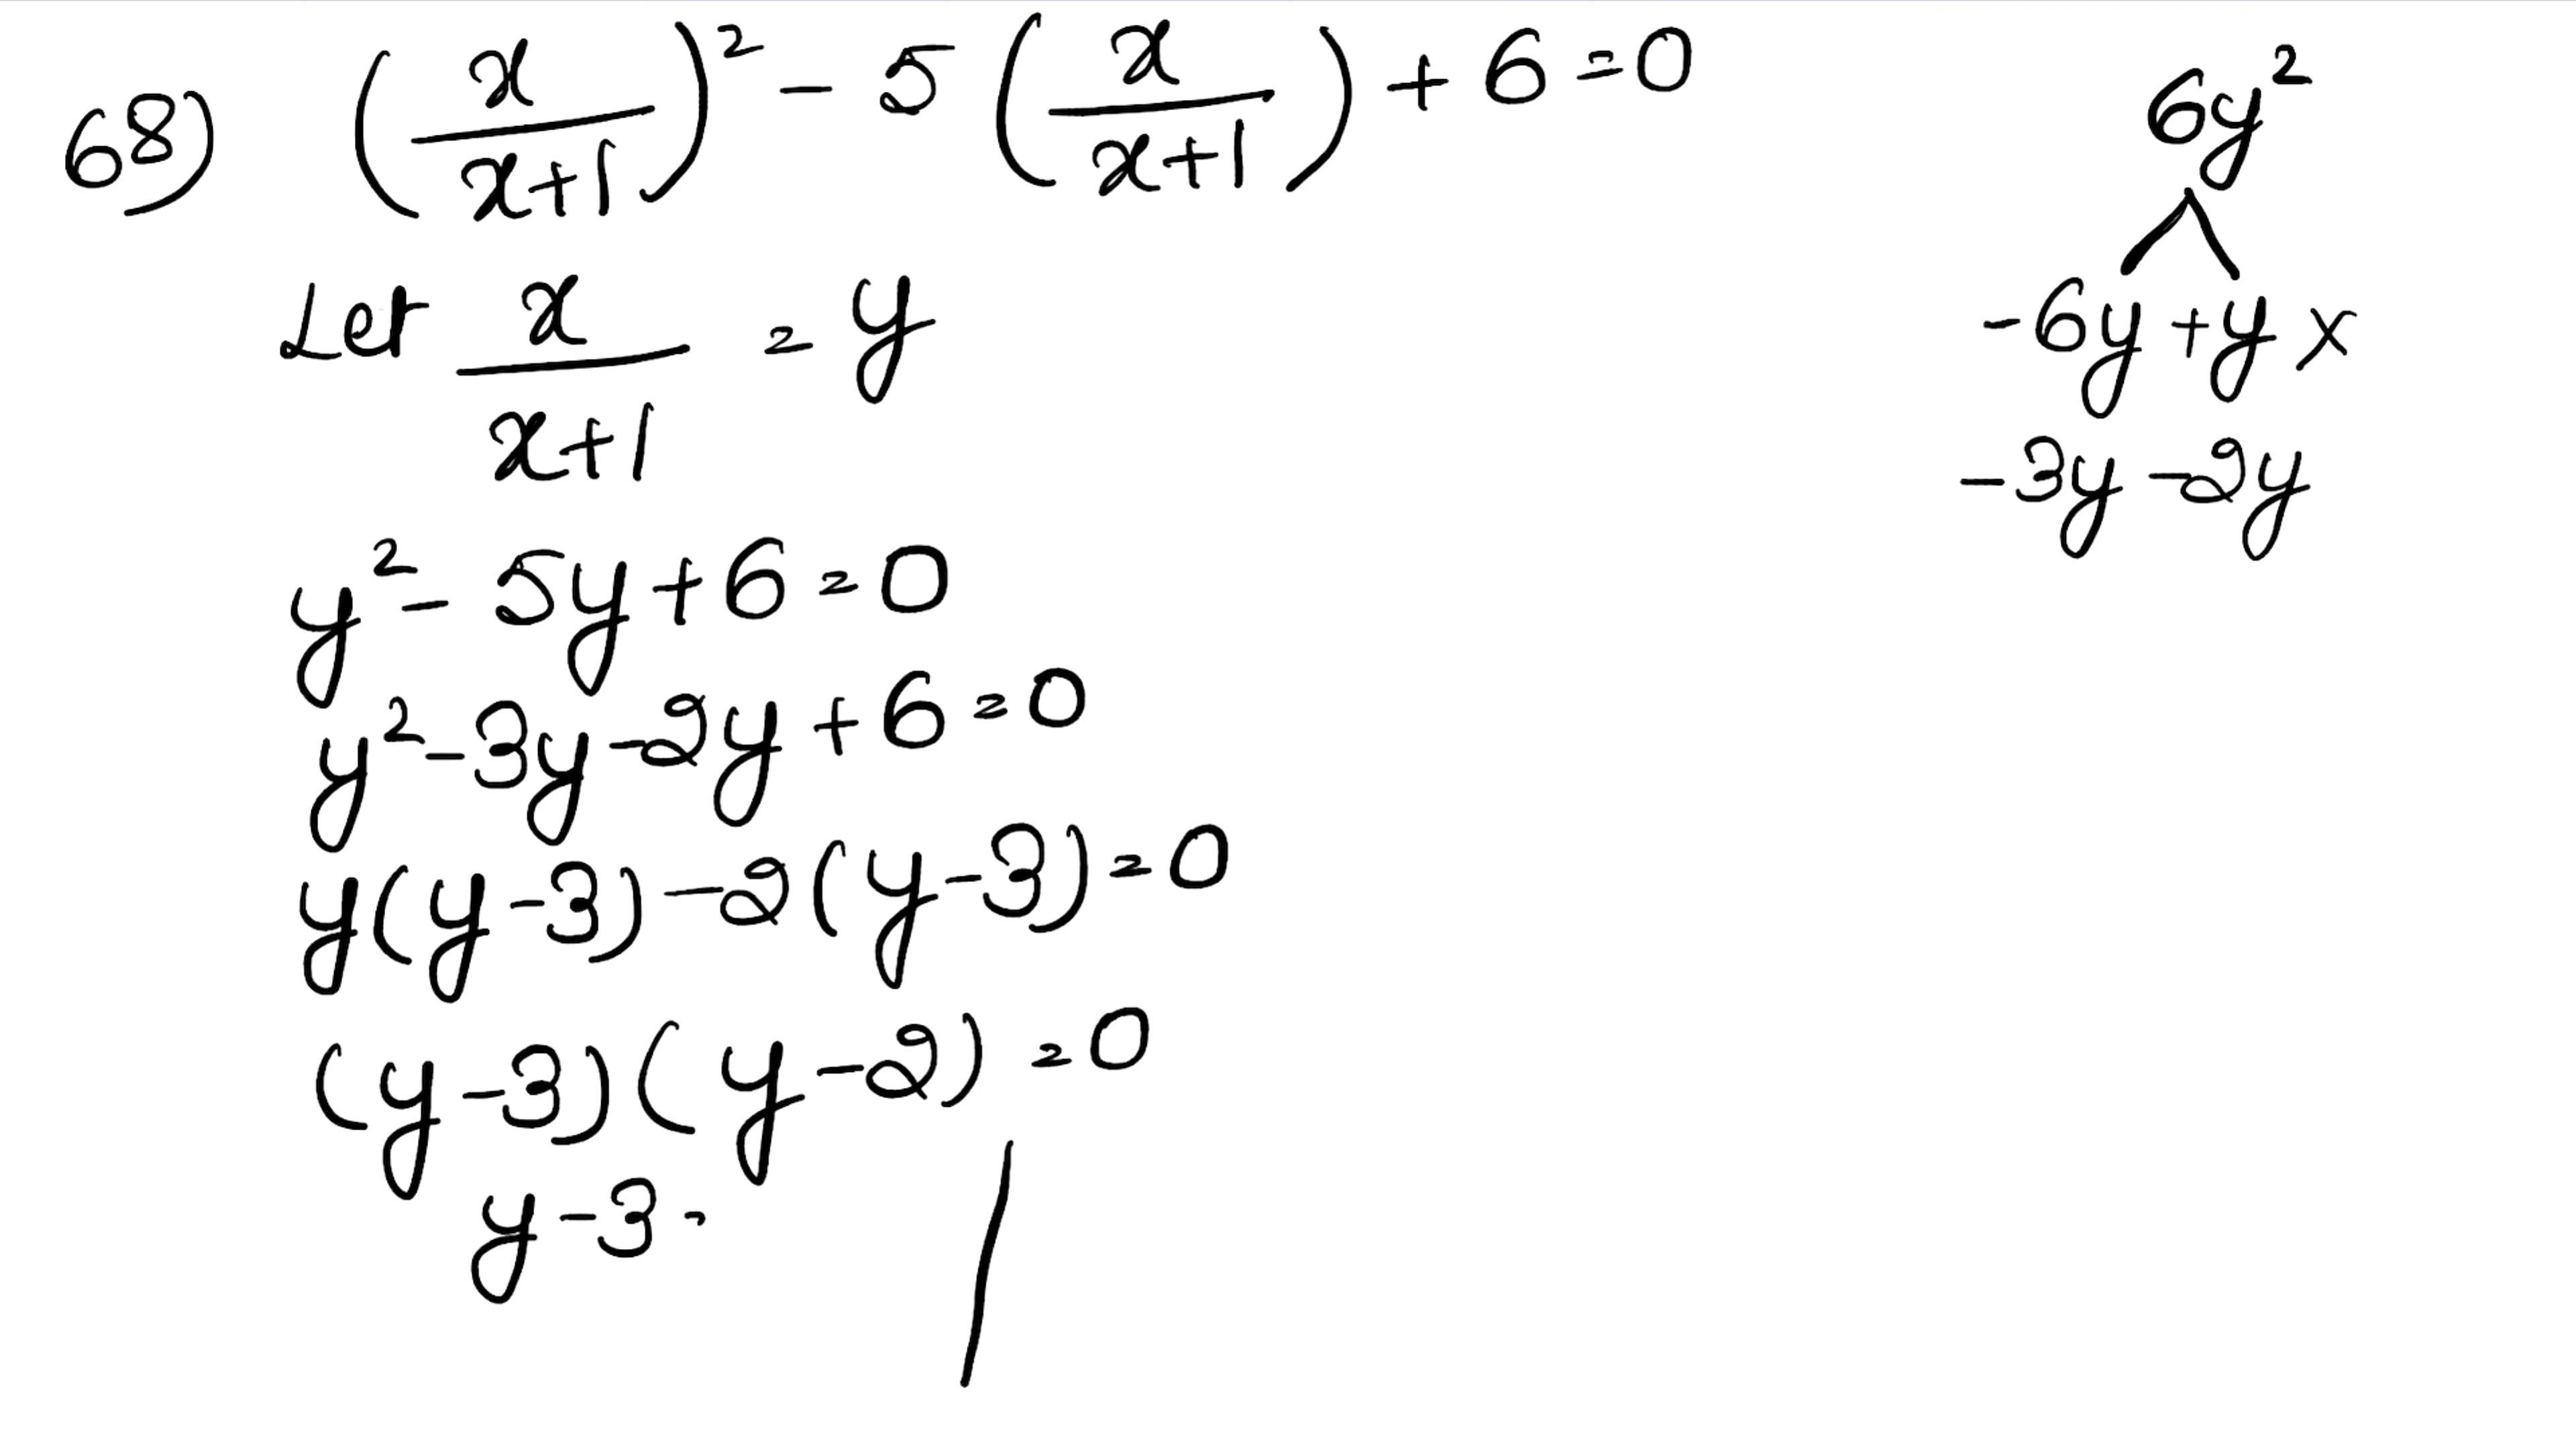 68) (x/(x+1))² - 5 (x/(x+1)) + 6 = 0
Let x/(x+1) = y
y² - 5y + 6 = 0
y² - 3y - 2y + 6 = 0
y(y - 3) - 2(y - 3) = 0
(y - 3)(y - 2) = 0
y - 3
6y²
-6y + y ×
-3y - 2y